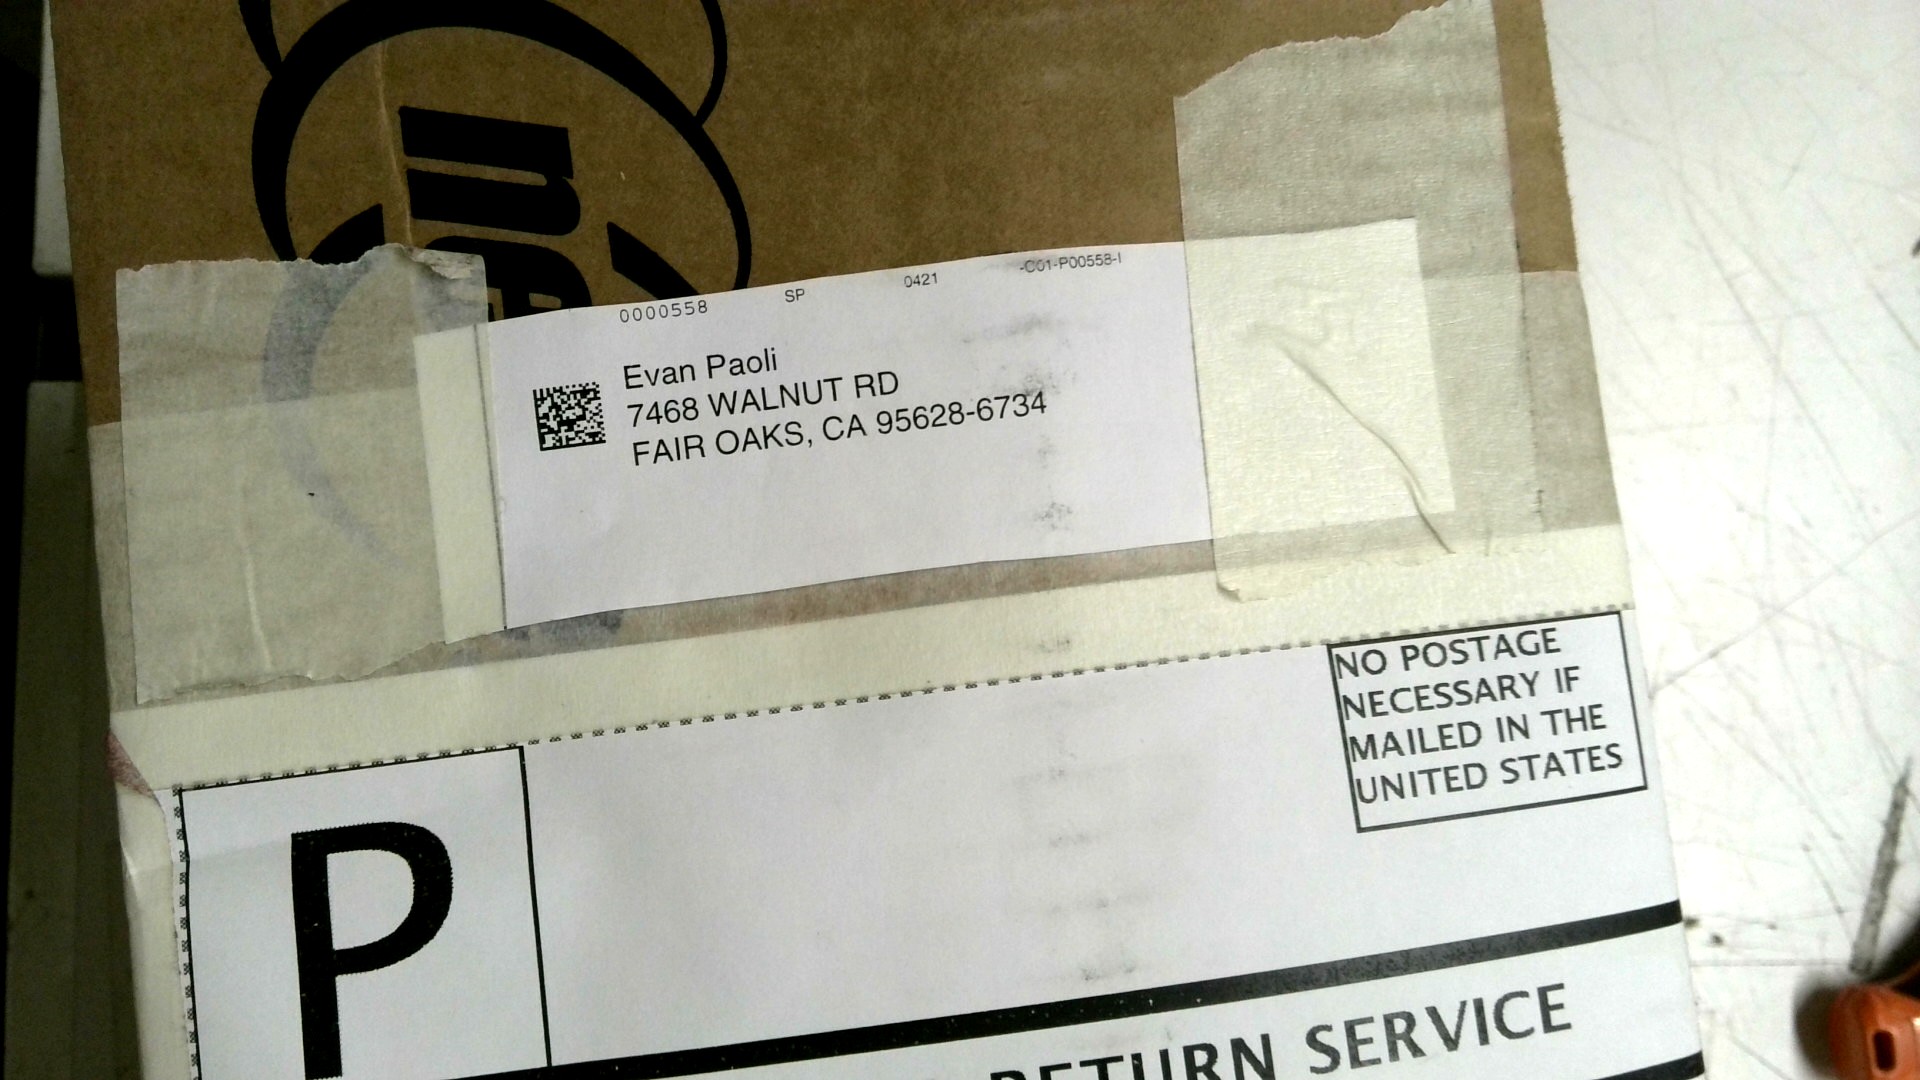 0000558 SP 0421 -C01-P00558-I
Evan Paoli
7468 WALNUT RD
FAIR OAKS, CA 95628-6734
NO POSTAGE
NECESSARY IF
MAILED IN THE
UNITED STATES
P
RETURN SERVICE